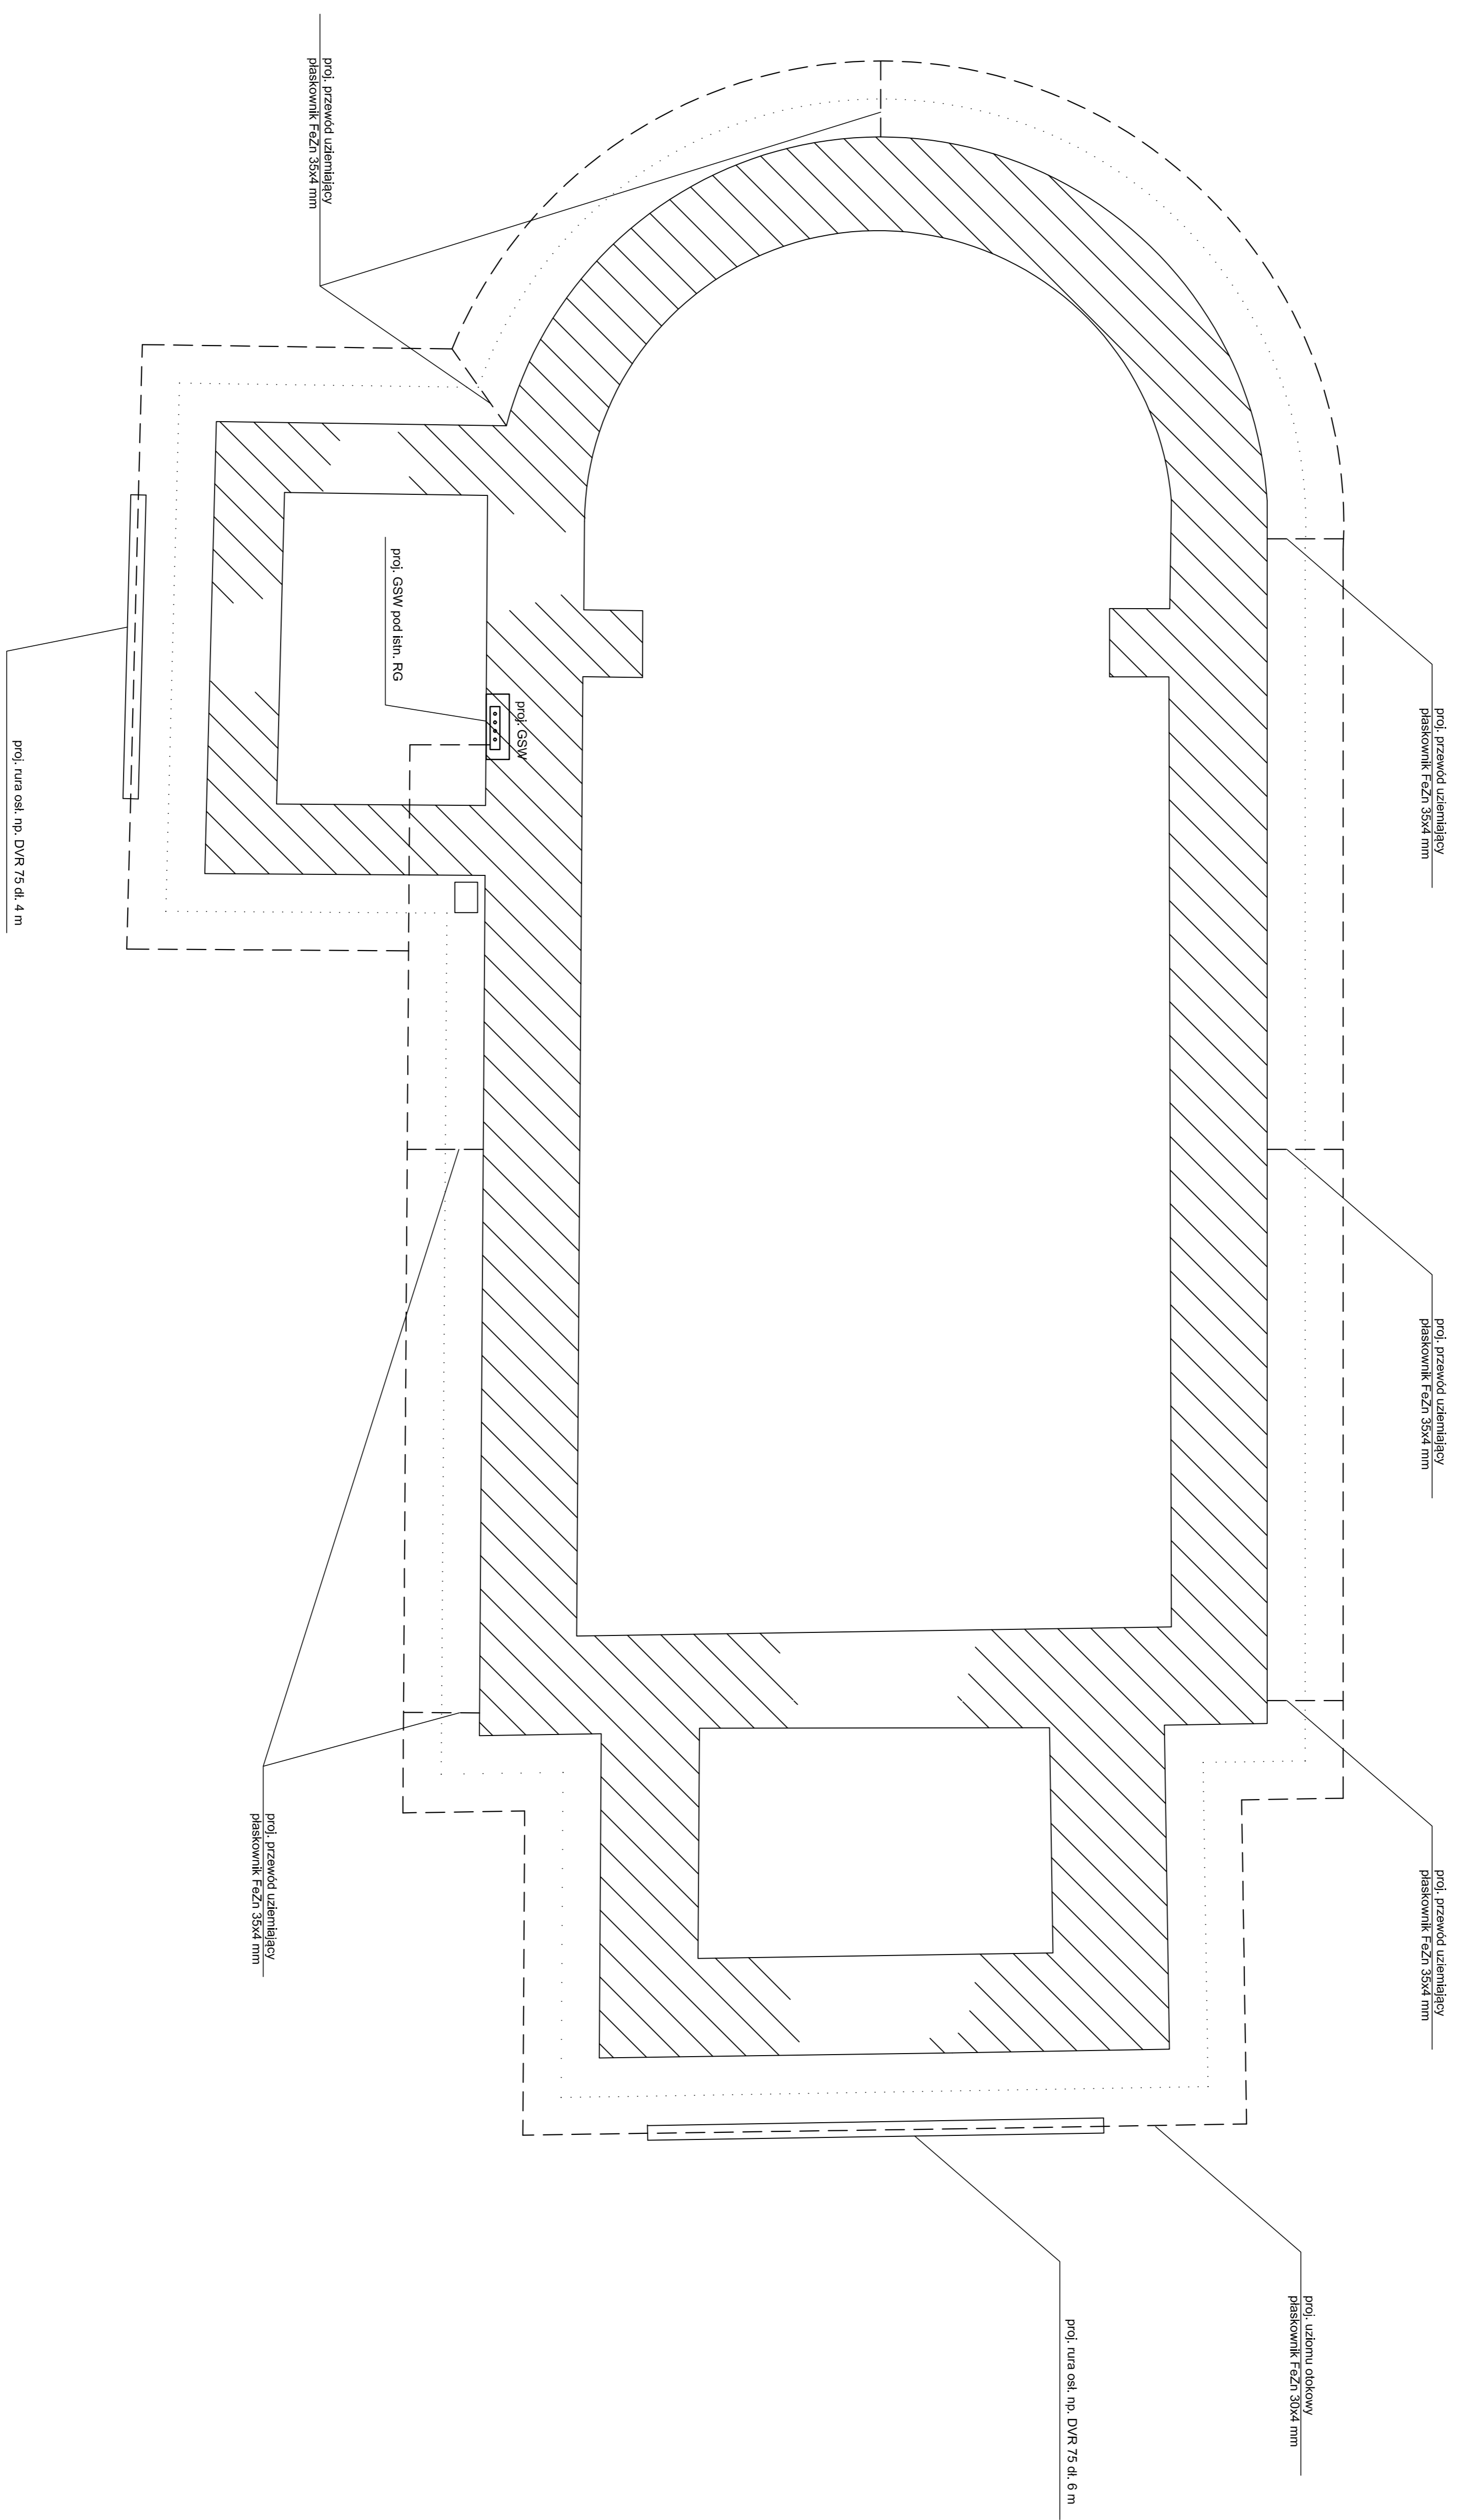 proj. przewód uziemiający
płaskownik FeZn 35x4 mm
proj. przewód uziemiający
płaskownik FeZn 35x4 mm
proj. przewód uziemiający
płaskownik FeZn 35x4 mm
proj. przewód uziemiający
płaskownik FeZn 35x4 mm
proj. uziomu otokowy
płaskownik FeZn 30x4 mm
proj. rura osł. np. DVR 75 dł. 6 m
proj. GSW
proj. GSW pod istn. RG
proj. przewód uziemiający
płaskownik FeZn 35x4 mm
proj. rura osł. np. DVR 75 dł. 4 m